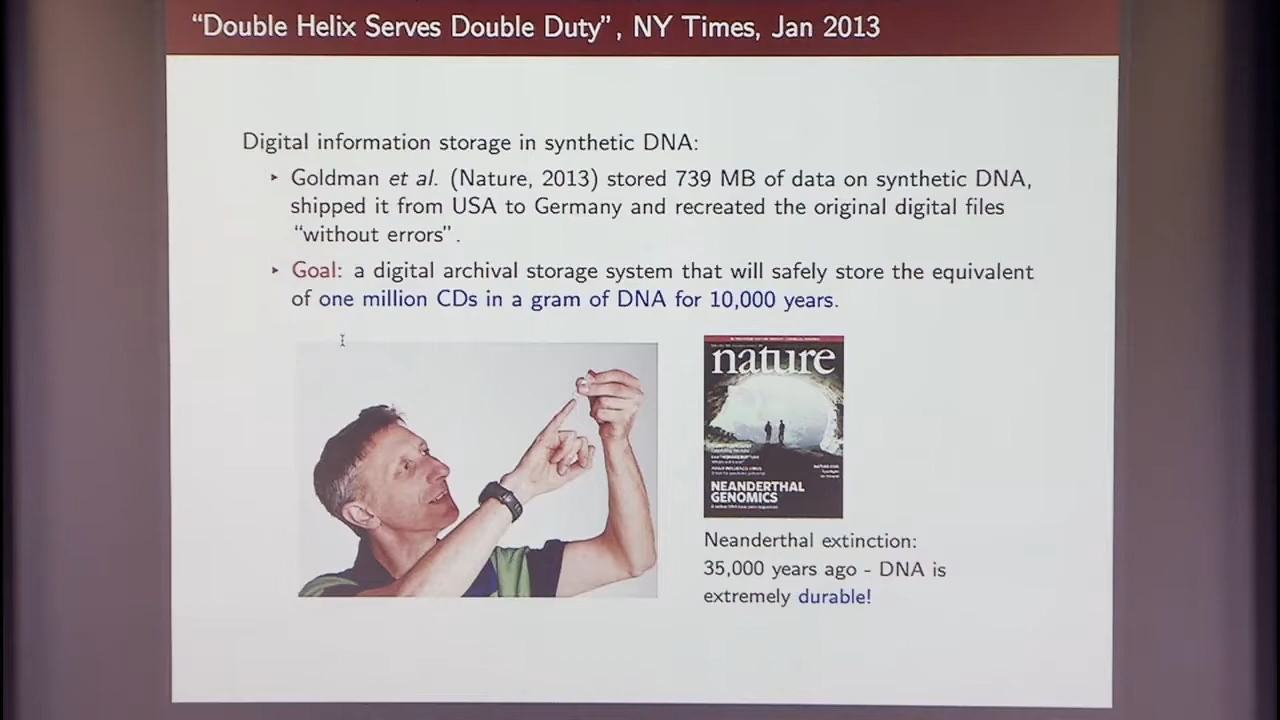 “Double Helix Serves Double Duty”, NY Times, Jan 2013
Digital information storage in synthetic DNA:
‣ Goldman et al. (Nature, 2013) stored 739 MB of data on synthetic DNA,
shipped it from USA to Germany and recreated the original digital files
“without errors”.
‣ Goal: a digital archival storage system that will safely store the equivalent
of one million CDs in a gram of DNA for 10,000 years.
nature
NEANDERTHAL
GENOMICS
Neanderthal extinction:
35,000 years ago - DNA is
extremely durable!